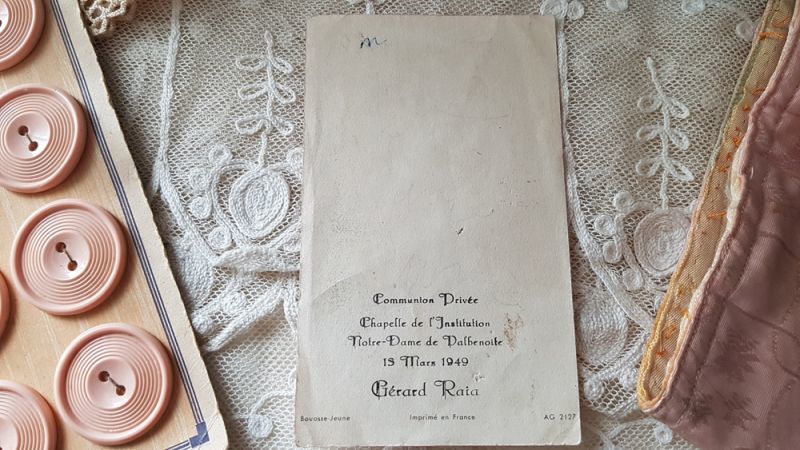 m
Communion Privée
Chapelle de l'Institution
Notre-Dame de Valbenoite
13 Mars 1949
Gérard Raia
Bouasse-Jeune Imprimé en France AG 2127